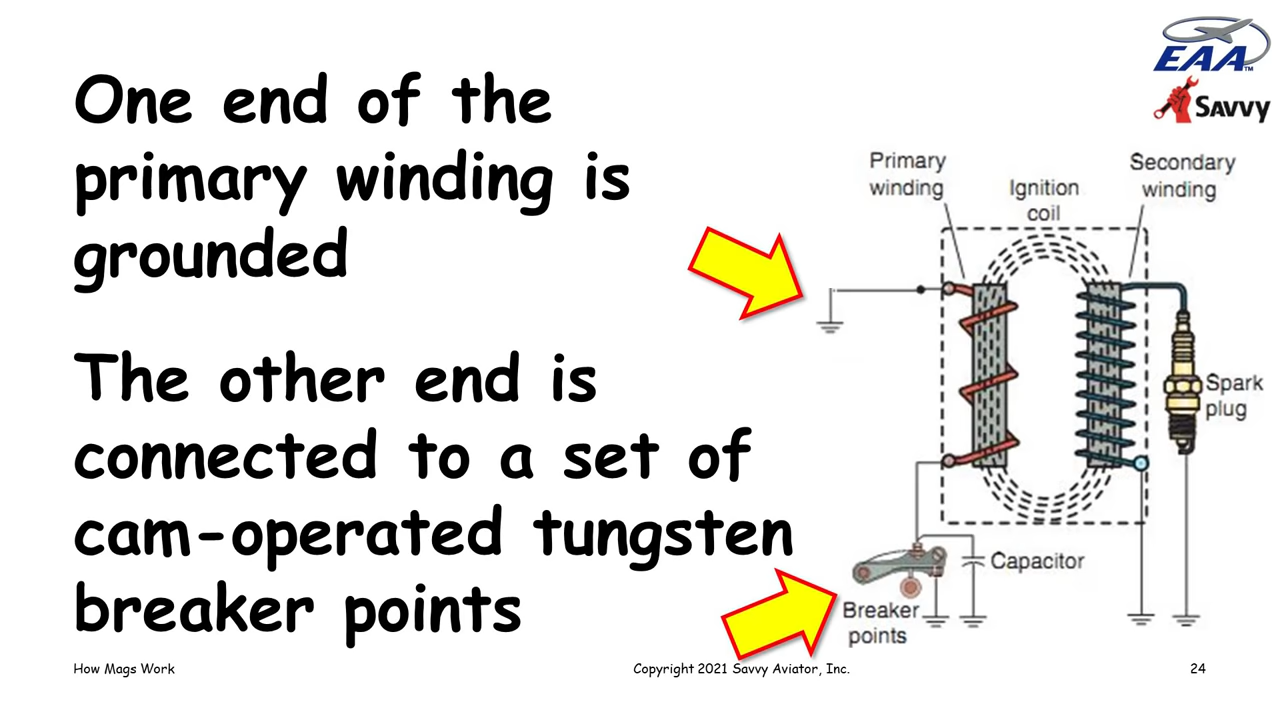 EAA™
SAVVY
One end of the
primary winding is
grounded
The other end is
connected to a set of
cam-operated tungsten
breaker points
Primary
winding
Ignition
coil
Secondary
winding
Spark
plug
Capacitor
Breaker
points
How Mags Work
Copyright 2021 Savvy Aviator, Inc.
24